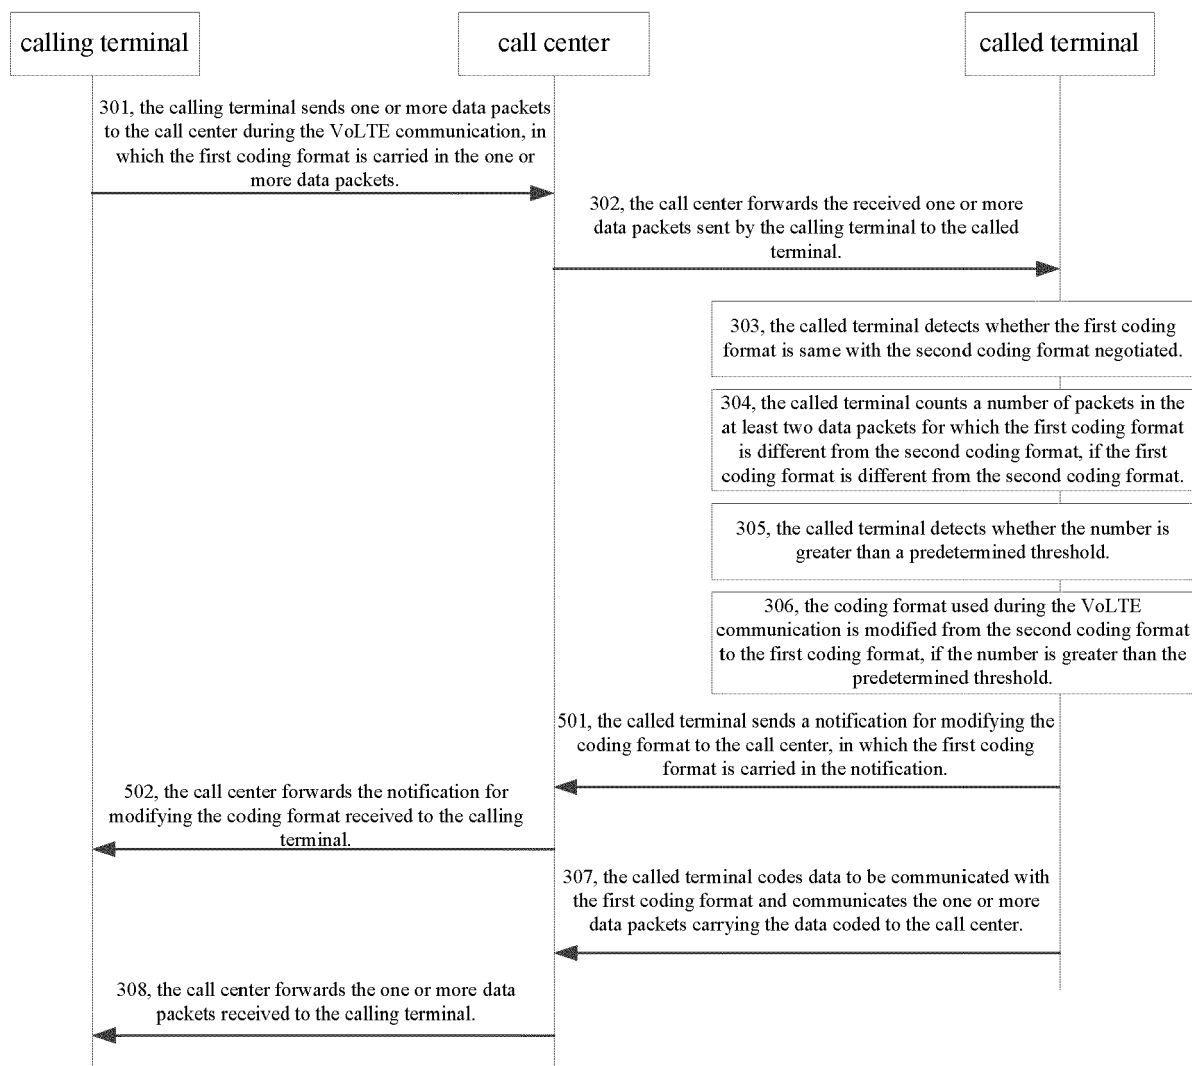 calling terminal
call center
called terminal
301, the calling terminal sends one or more data packets
to the call center during the VoLTE communication, in
which the first coding format is carried in the one or
more data packets.
302, the call center forwards the received one or more
data packets sent by the calling terminal to the called
terminal.
303, the called terminal detects whether the first coding
format is same with the second coding format negotiated.
304, the called terminal counts a number of packets in the
at least two data packets for which the first coding format
is different from the second coding format, if the first
coding format is different from the second coding format.
305, the called terminal detects whether the number is
greater than a predetermined threshold.
306, the coding format used during the VoLTE
communication is modified from the second coding format
to the first coding format, if the number is greater than the
predetermined threshold.
501, the called terminal sends a notification for modifying the
coding format to the call center, in which the first coding
format is carried in the notification.
502, the call center forwards the notification for
modifying the coding format received to the calling
terminal.
307, the called terminal codes data to be communicated with
the first coding format and communicates the one or more
data packets carrying the data coded to the call center.
308, the call center forwards the one or more data
packets received to the calling terminal.